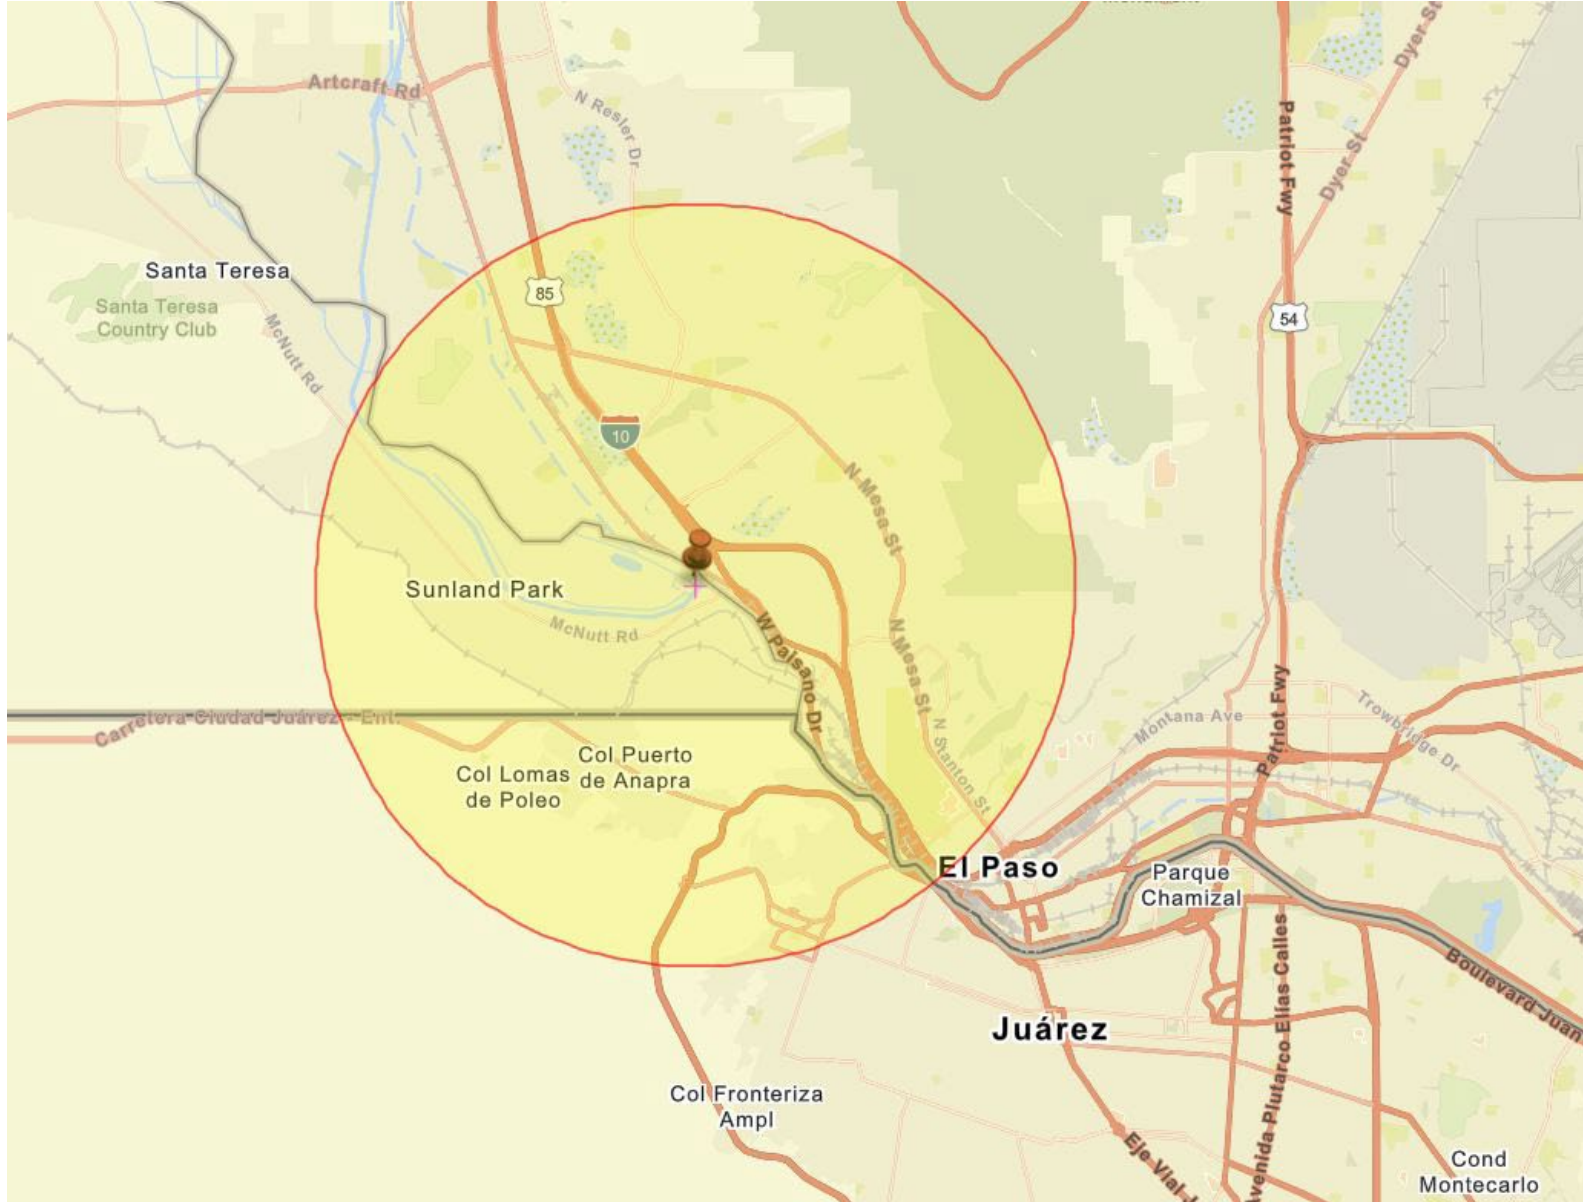 Dyer St
Artcraft Rd
N Resler Dr
Patriot Fwy
Dyer St
Santa Teresa
Santa Teresa
Country Club
85
54
McNutt Rd
10
N Mesa St
Sunland Park
McNutt Rd
W Paisano Dr
N Mesa St
Patriot Fwy
Montana Ave
Trowbridge Dr
Carretera Ciudad Juárez - Ent.
N Stanton St
Col Puerto
de Anapra
Col Lomas
de Poleo
El Paso
Parque
Chamizal
Boulevard Juan
Juárez
Avenida Plutarco Elías Calles
Col Fronteriza
Ampl
Eje Vial J
Cond
Montecarlo